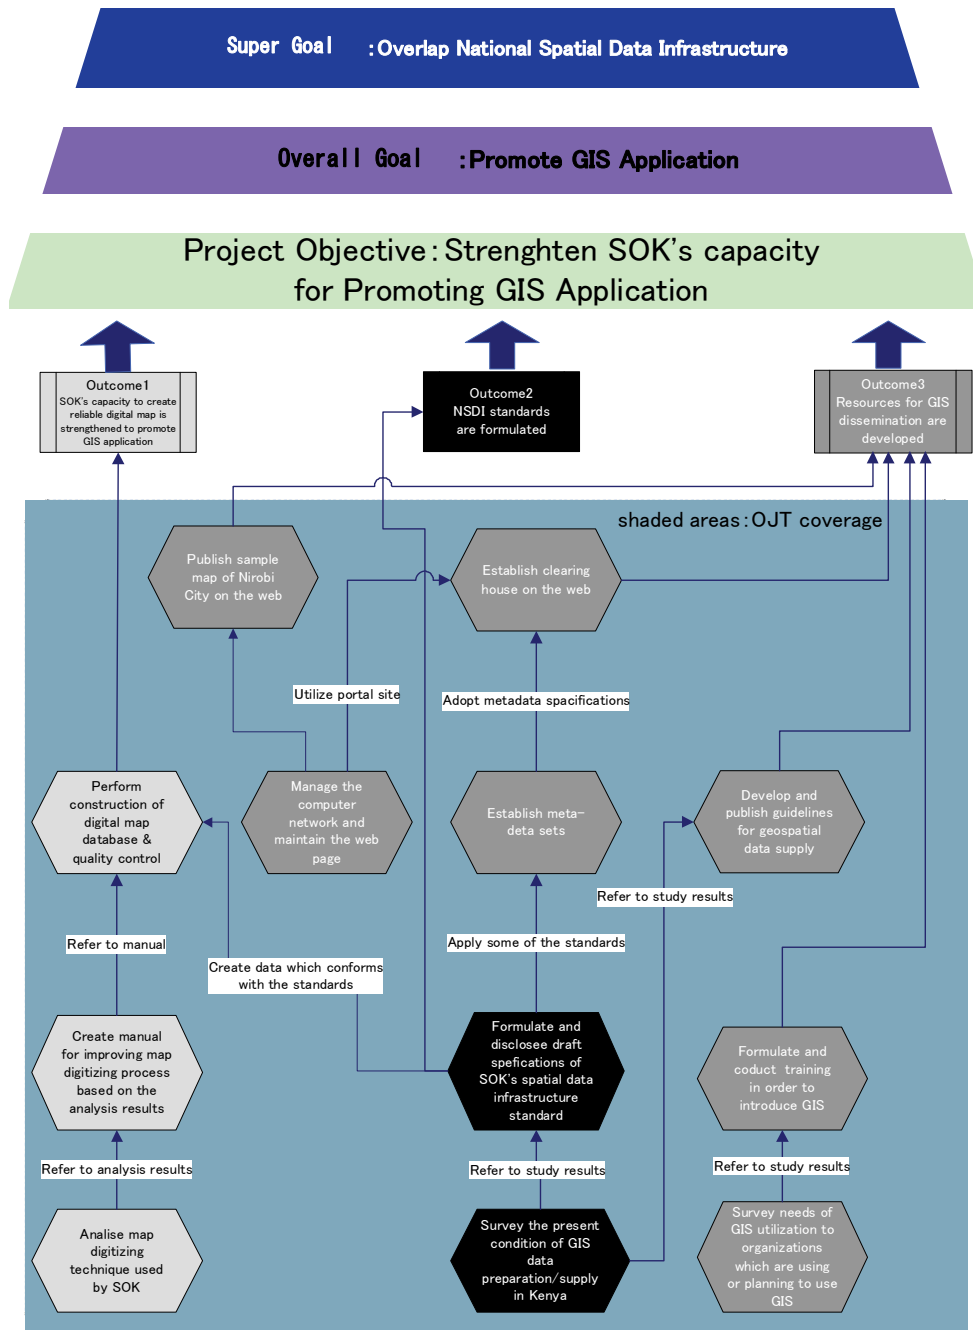 Super Goal :Overlap National Spatial Data Infrastructure
Overall Goal :Promote GIS Application
Project Objective:Strenghten SOK's capacity
for Promoting GIS Application
Outcome1
SOK's capacity to create
reliable digital map is
strengthened to promote
GIS application
Outcome2
NSDI standards
are formulated
Outcome3
Resources for GIS
dissemination are
developed
shaded areas:OJT coverage
Publish sample
map of Nirobi
City on the web
Establish clearing
house on the web
Utilize portal site
Adopt metadata spacifications
Perform
construction of
digital map
database &
quality control
Manage the
computer
network and
maintain the web
page
Establish meta-
deta sets
Develop and
publish guidelines
for geospatial
data supply
Refer to study results
Refer to manual
Apply some of the standards
Create data which conforms
with the standards
Create manual
for improving map
digitizing process
based on the
analysis results
Formulate and
disclosee draft
spefications of
SOK's spatial data
infrastructure
standard
Formulate and
coduct training
in order to
introduce GIS
Refer to analysis results
Refer to study results
Refer to study results
Analise map
digitizing
technique used
by SOK
Survey the present
condition of GIS
data
preparation/supply
in Kenya
Survey needs of
GIS utilization to
organizations
which are using
or planning to use
GIS